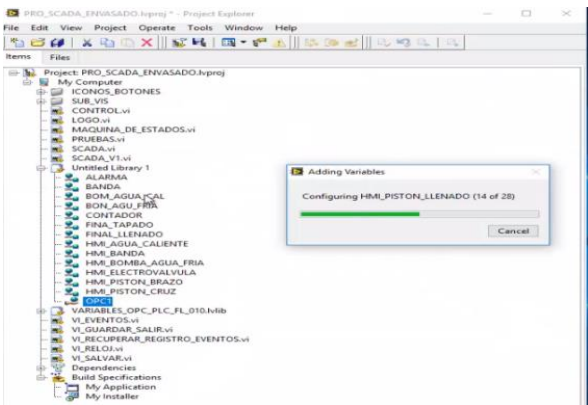 PRO_SCADA_ENVASADO.lvproj * - Project Explorer
File Edit View Project Operate Tools Window Help
Items Files
Project: PRO_SCADA_ENVASADO.lvproj
My Computer
ICONOS_BOTONES
SUB_VIS
CONTROL.vi
LOGO.vi
MAQUINA_DE_ESTADOS.vi
PRUEBAS.vi
SCADA.vi
SCADA_V1.vi
Untitled Library 1
ALARMA
BANDA
BOM_AGUA_CAL
BON_AGU_FRIA
CONTADOR
FINA_TAPADO
FINAL_LLENADO
HMI_AGUA_CALIENTE
HMI_BANDA
HMI_BOMBA_AGUA_FRIA
HMI_ELECTROVALVULA
HMI_PISTON_BRAZO
HMI_PISTON_CRUZ
OPC1
VARIABLES_OPC_PLC_FL_010.lvlib
VI_EVENTOS.vi
VI_GUARDAR_SALIR.vi
VI_RECUPERAR_REGISTRO_EVENTOS.vi
VI_RELOJ.vi
VI_SALVAR.vi
Dependencies
Build Specifications
My Application
My Installer
Adding Variables
Configuring HMI_PISTON_LLENADO (14 of 28)
Cancel